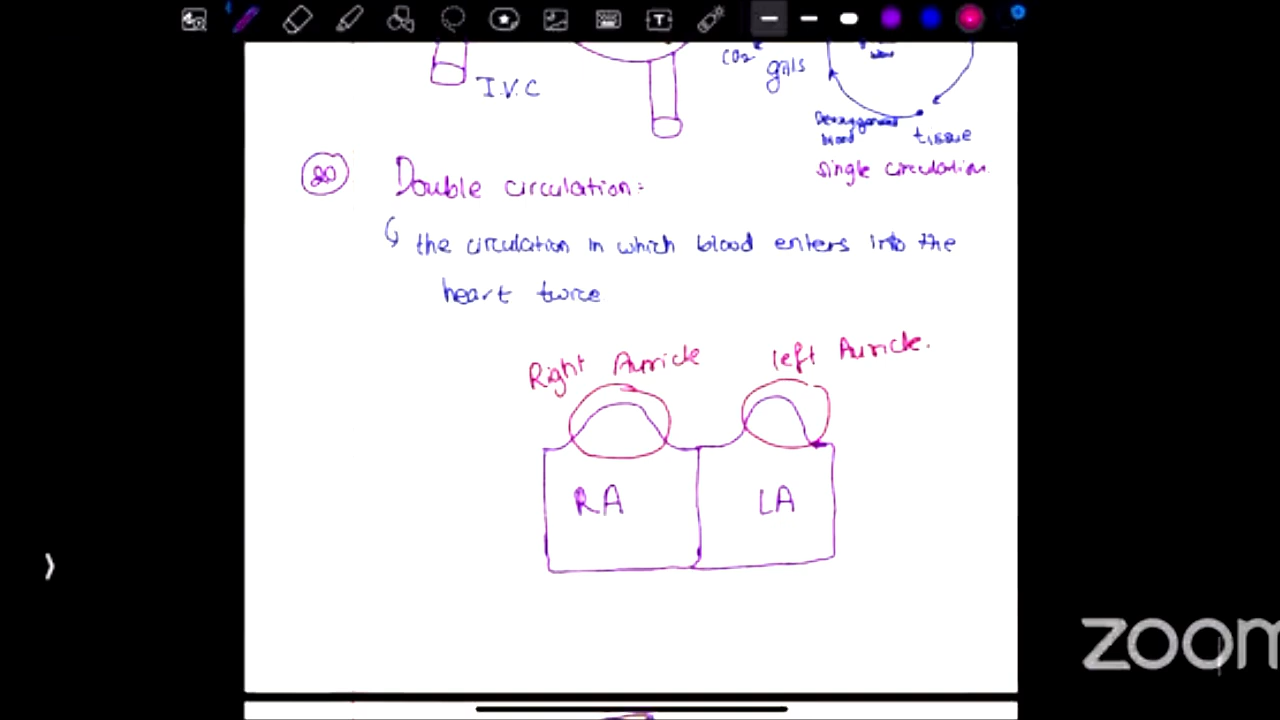 CO2
gills
I.V.C
tissue
single circulation
20
Double circulation:
the circulation in which blood enters into the
heart twice
Right Auricle
left Auricle.
RA
LA
zoom